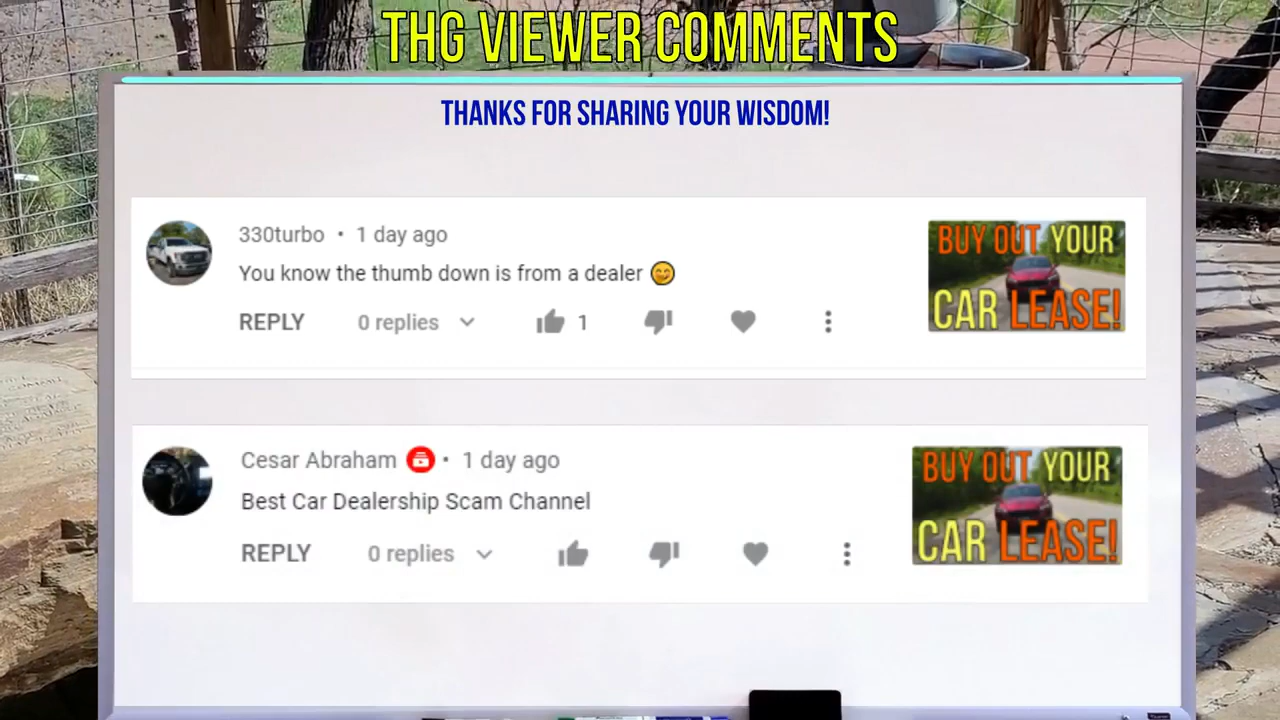 THG VIEWER COMMENTS
THANKS FOR SHARING YOUR WISDOM!
330turbo • 1 day ago
You know the thumb down is from a dealer 😊
REPLY 0 replies 1
BUY OUT YOUR
CAR LEASE!
Cesar Abraham • 1 day ago
Best Car Dealership Scam Channel
REPLY 0 replies
BUY OUT YOUR
CAR LEASE!